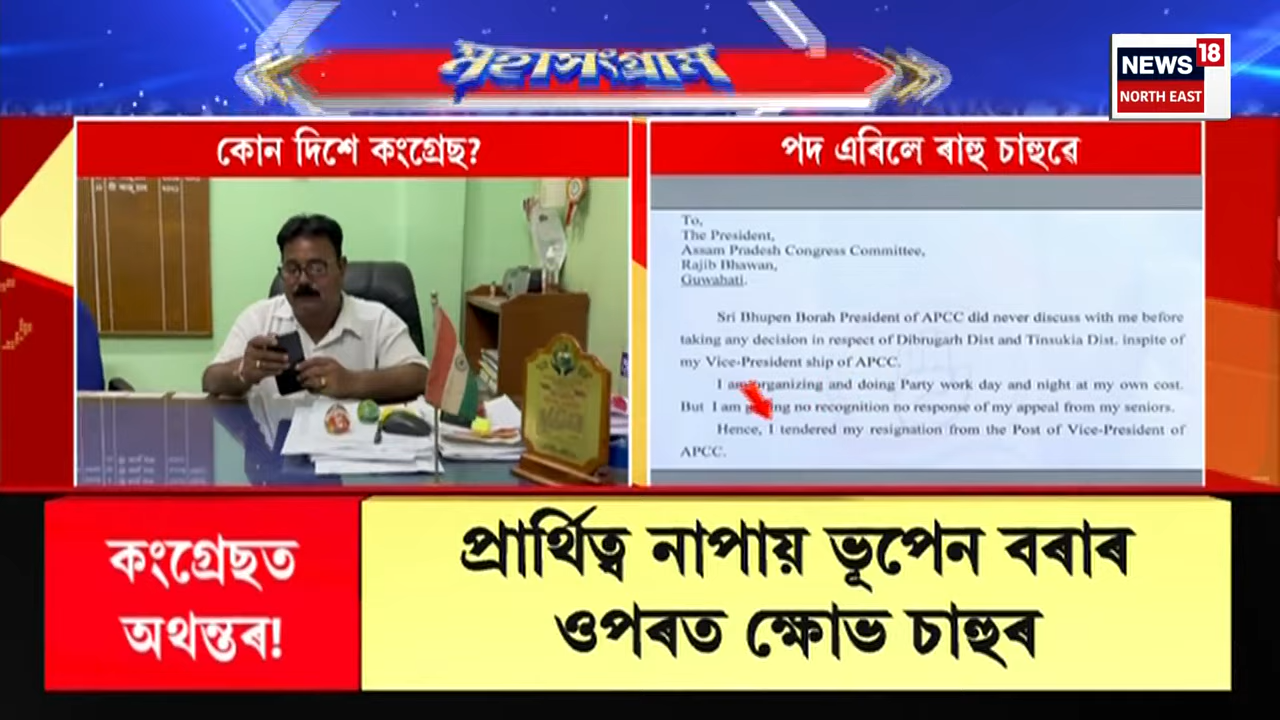 মহাসংগ্ৰাম
NEWS 18
NORTH EAST
কোন দিশে কংগ্ৰেছ?
পদ এৰিলে ৰাহু চাহুৱে
To,
The President,
Assam Pradesh Congress Committee,
Rajib Bhawan,
Guwahati.
Sri Bhupen Borah President of APCC did never discuss with me before
taking any decision in respect of Dibrugarh Dist and Tinsukia Dist. inspite of
my Vice-President ship of APCC.
I am organizing and doing Party work day and night at my own cost.
But I am no recognition no response of my appeal from my seniors.
Hence, I tendered my resignation from the Post of Vice-President of
APCC.
কংগ্ৰেছত
অথন্তৰ!
প্ৰাৰ্থিত্ব নাপায় ভূপেন বৰাৰ
ওপৰত ক্ষোভ চাহুৰ